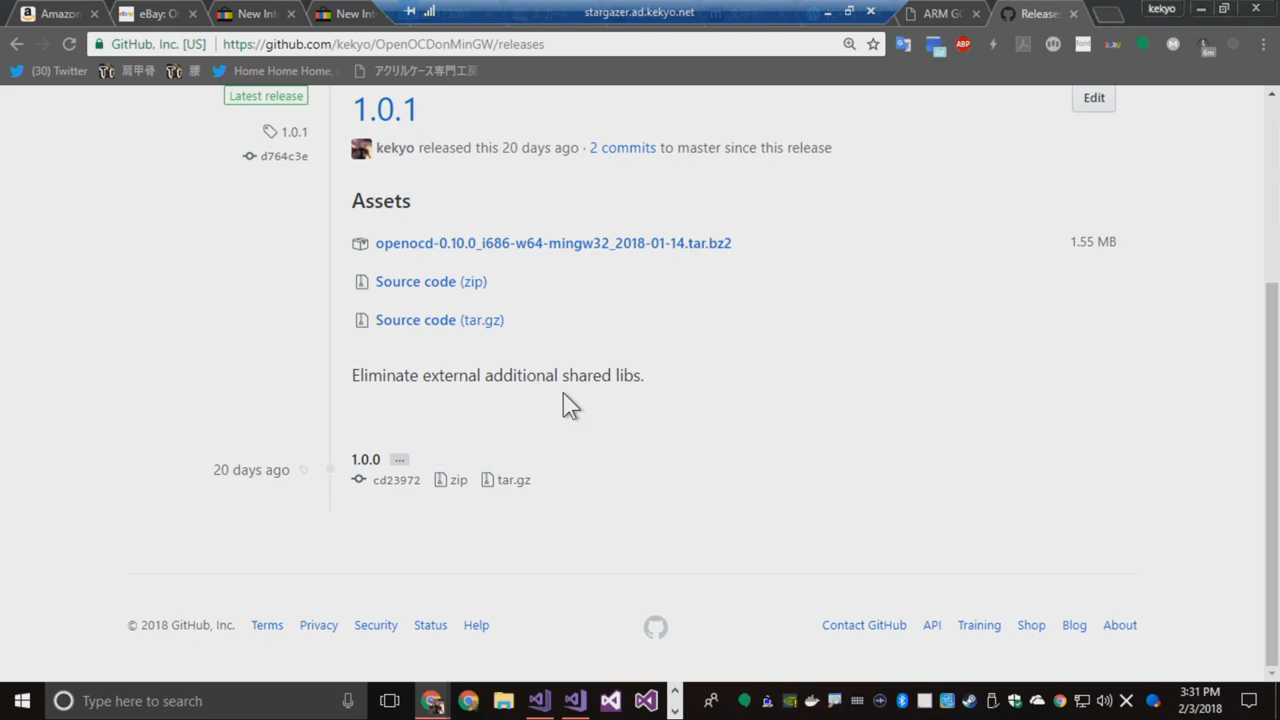 Amazon
eBay: O
New Int
New Int
stargazer.ad.kekyo.net
ARM G
Release
kekyo
GitHub, Inc. [US]
https://github.com/kekyo/OpenOCDonMinGW/releases
(30) Twitter
肩甲骨
腰
Home Home Home,
アクリルケース専門工房
Latest release
1.0.1
Edit
1.0.1
kekyo released this 20 days ago · 2 commits to master since this release
d764c3e
Assets
openocd-0.10.0_i686-w64-mingw32_2018-01-14.tar.bz2
1.55 MB
Source code (zip)
Source code (tar.gz)
Eliminate external additional shared libs.
1.0.0 ...
20 days ago
cd23972 zip tar.gz
© 2018 GitHub, Inc. Terms Privacy Security Status Help
Contact GitHub API Training Shop Blog About
Type here to search
3:31 PM
2/3/2018